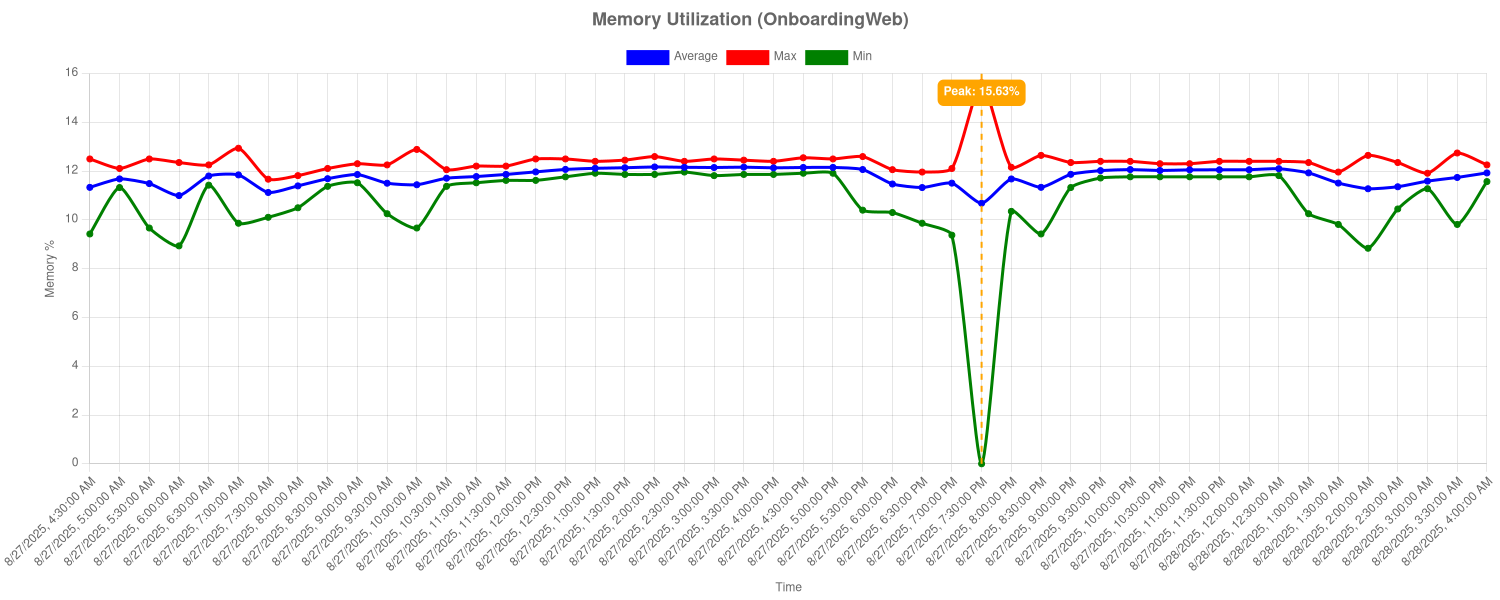 Memory Utilization (OnboardingWeb)
Average Max Min
Peak: 15.63%
16
14
12
10
8
6
4
2
0
Memory %
8/27/2025, 4:30:00 AM
8/27/2025, 5:00:00 AM
8/27/2025, 5:30:00 AM
8/27/2025, 6:00:00 AM
8/27/2025, 6:30:00 AM
8/27/2025, 7:00:00 AM
8/27/2025, 7:30:00 AM
8/27/2025, 8:00:00 AM
8/27/2025, 8:30:00 AM
8/27/2025, 9:00:00 AM
8/27/2025, 9:30:00 AM
8/27/2025, 10:00:00 AM
8/27/2025, 10:30:00 AM
8/27/2025, 11:00:00 AM
8/27/2025, 11:30:00 AM
8/27/2025, 12:00:00 PM
8/27/2025, 12:30:00 PM
8/27/2025, 1:00:00 PM
8/27/2025, 1:30:00 PM
8/27/2025, 2:00:00 PM
8/27/2025, 2:30:00 PM
8/27/2025, 3:00:00 PM
8/27/2025, 3:30:00 PM
8/27/2025, 4:00:00 PM
8/27/2025, 4:30:00 PM
8/27/2025, 5:00:00 PM
8/27/2025, 5:30:00 PM
8/27/2025, 6:00:00 PM
8/27/2025, 6:30:00 PM
8/27/2025, 7:00:00 PM
8/27/2025, 7:30:00 PM
8/27/2025, 8:00:00 PM
8/27/2025, 8:30:00 PM
8/27/2025, 9:00:00 PM
8/27/2025, 9:30:00 PM
8/27/2025, 10:00:00 PM
8/27/2025, 10:30:00 PM
8/27/2025, 11:00:00 PM
8/27/2025, 11:30:00 PM
8/28/2025, 12:00:00 AM
8/28/2025, 12:30:00 AM
8/28/2025, 1:00:00 AM
8/28/2025, 1:30:00 AM
8/28/2025, 2:00:00 AM
8/28/2025, 2:30:00 AM
8/28/2025, 3:00:00 AM
8/28/2025, 3:30:00 AM
8/28/2025, 4:00:00 AM
Time